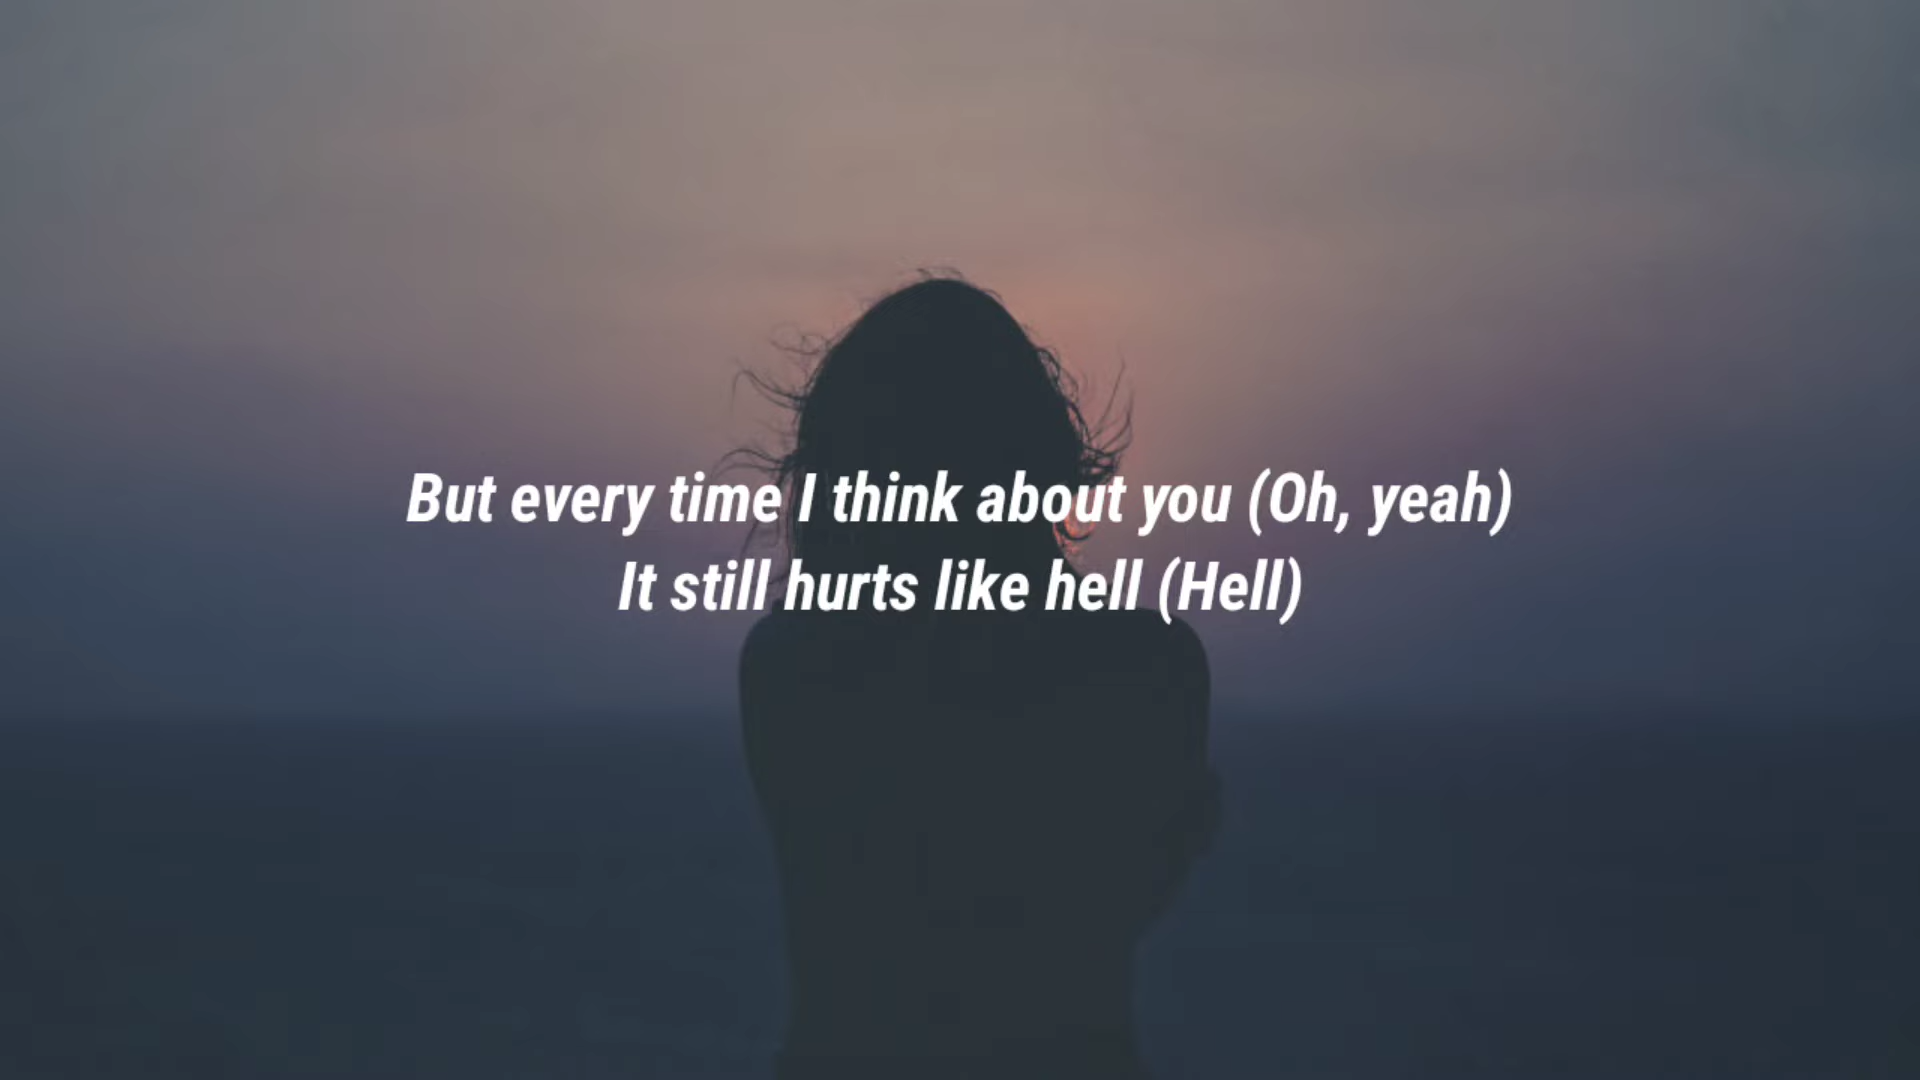 But every time I think about you (Oh, yeah)
It still hurts like hell (Hell)